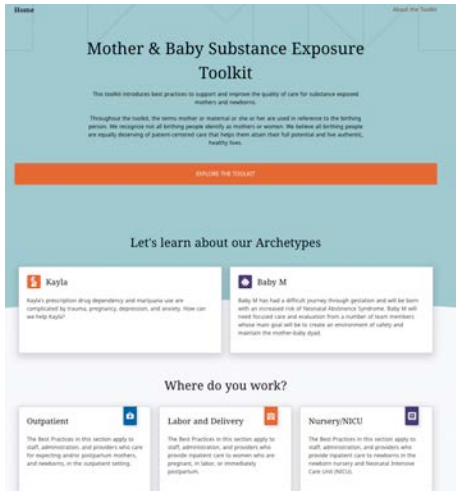 Home
About the Toolkit
Mother & Baby Substance Exposure
Toolkit
This toolkit introduces best practices to support and improve the quality of care for substance exposed
mothers and newborns.
Throughout the toolkit, the terms mother or maternal or she or her are used in reference to the birthing
person. We recognize not all birthing people identify as mothers or women. We believe all birthing people
are equally deserving of patient-centered care that helps them attain their full potential and live authentic,
healthy lives.
EXPLORE THE TOOLKIT
Let's learn about our Archetypes
Kayla
Kayla's prescription drug dependency and marijuana use are
complicated by trauma, pregnancy, depression, and anxiety. How can
we help Kayla?
Baby M
Baby M has had a difficult journey through gestation and will be born
with an increased risk of Neonatal Abstinence Syndrome. Baby M will
need focused care and evaluation from a number of team members
whose main goal will be to create an environment of safety and
maintain the mother-baby dyad.
Where do you work?
Outpatient
The Best Practices in this section apply to
staff, administration, and providers who care
for expecting and/or postpartum mothers,
and newborns, in the outpatient setting.
Labor and Delivery
The Best Practices in this section apply to
staff, administration, and providers who
provide inpatient care to women who are
pregnant, in labor, or immediately
postpartum.
Nursery/NICU
The Best Practices in this section apply to
staff, administration, and providers who
provide inpatient care to newborns in the
newborn nursery and Neonatal Intensive
Care Unit (NICU).